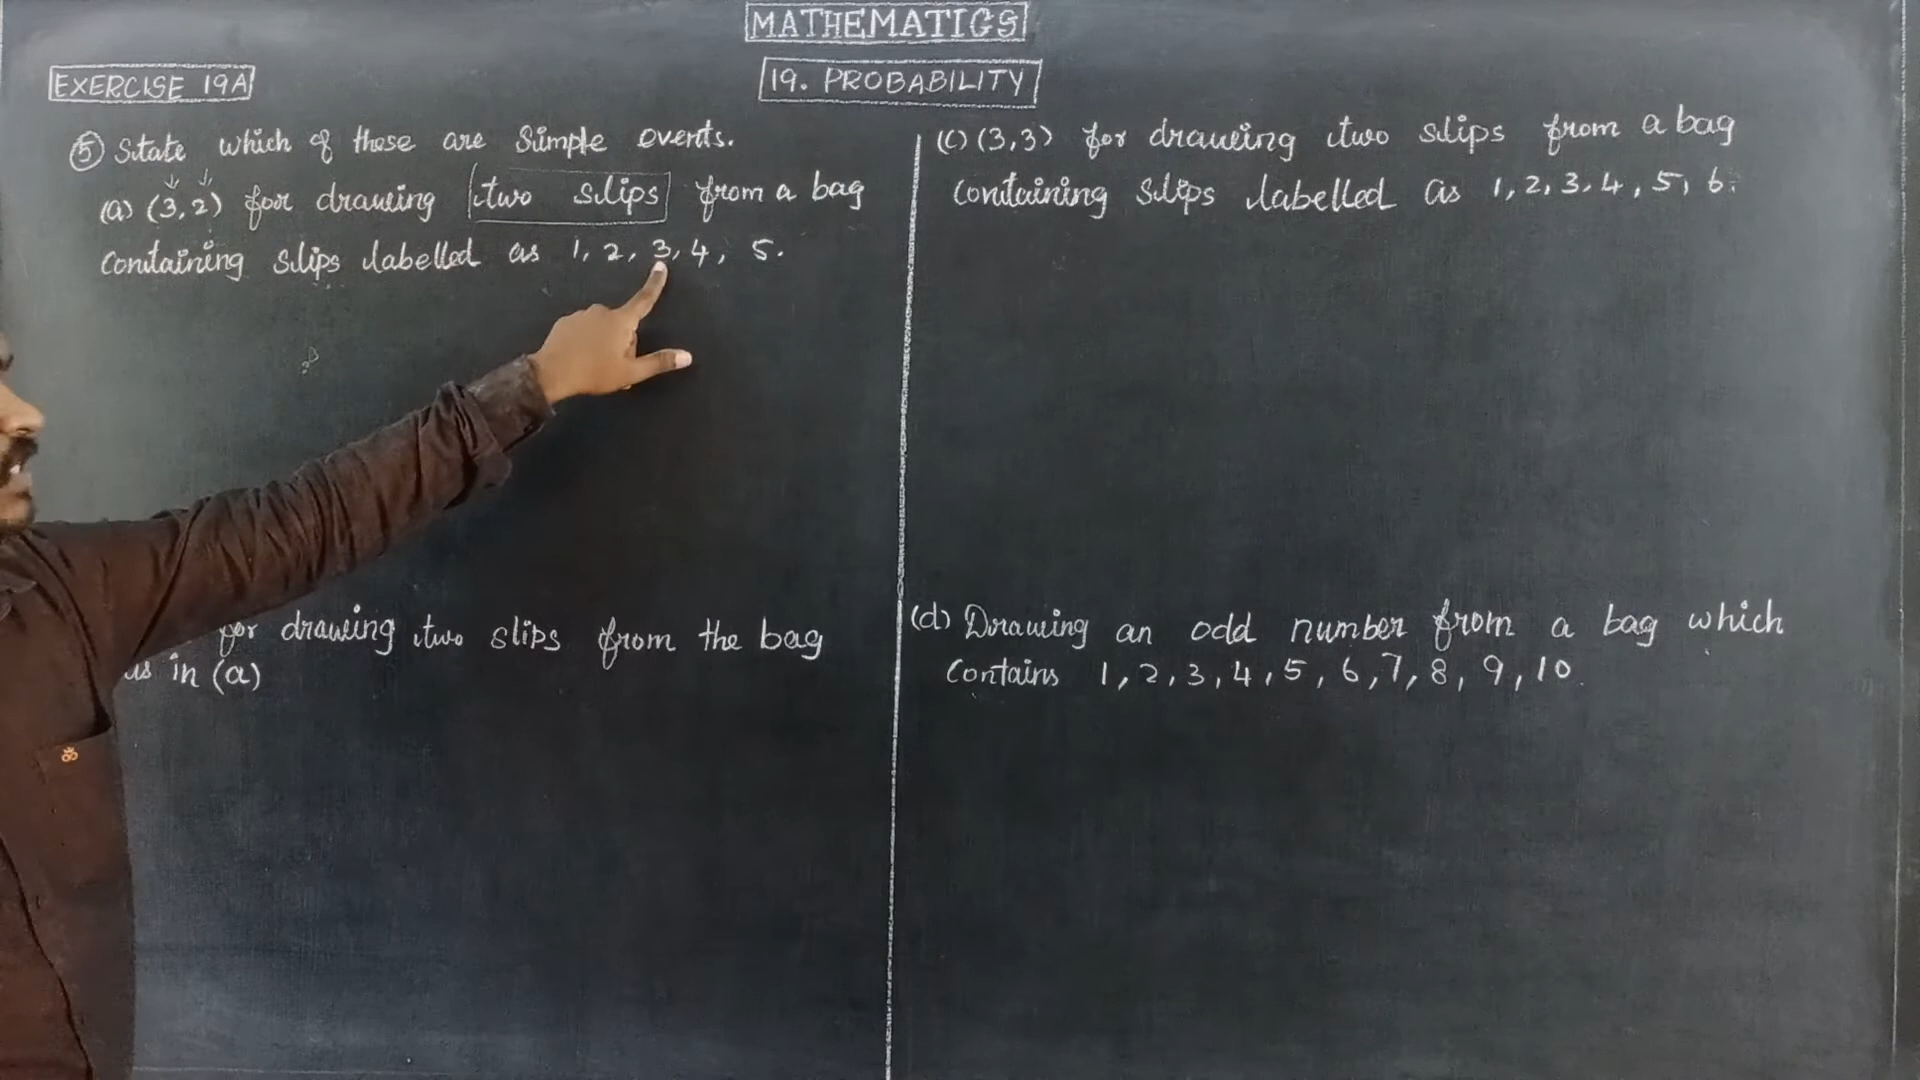 MATHEMATICS
19. PROBABILITY
EXERCISE 19A
5 State which of these are Simple events.
(a) (3, 2) for drawing two slips from a bag
Containing Slips labelled as 1, 2, 3, 4, 5.
for drawing two slips from the bag
as in (a)
(c) (3,3) for drawing two slips from a bag
Containing Slips labelled as 1, 2, 3, 4, 5, 6.
(d) Drawing an odd number from a bag which
Contains 1, 2, 3, 4, 5, 6, 7, 8, 9, 10.